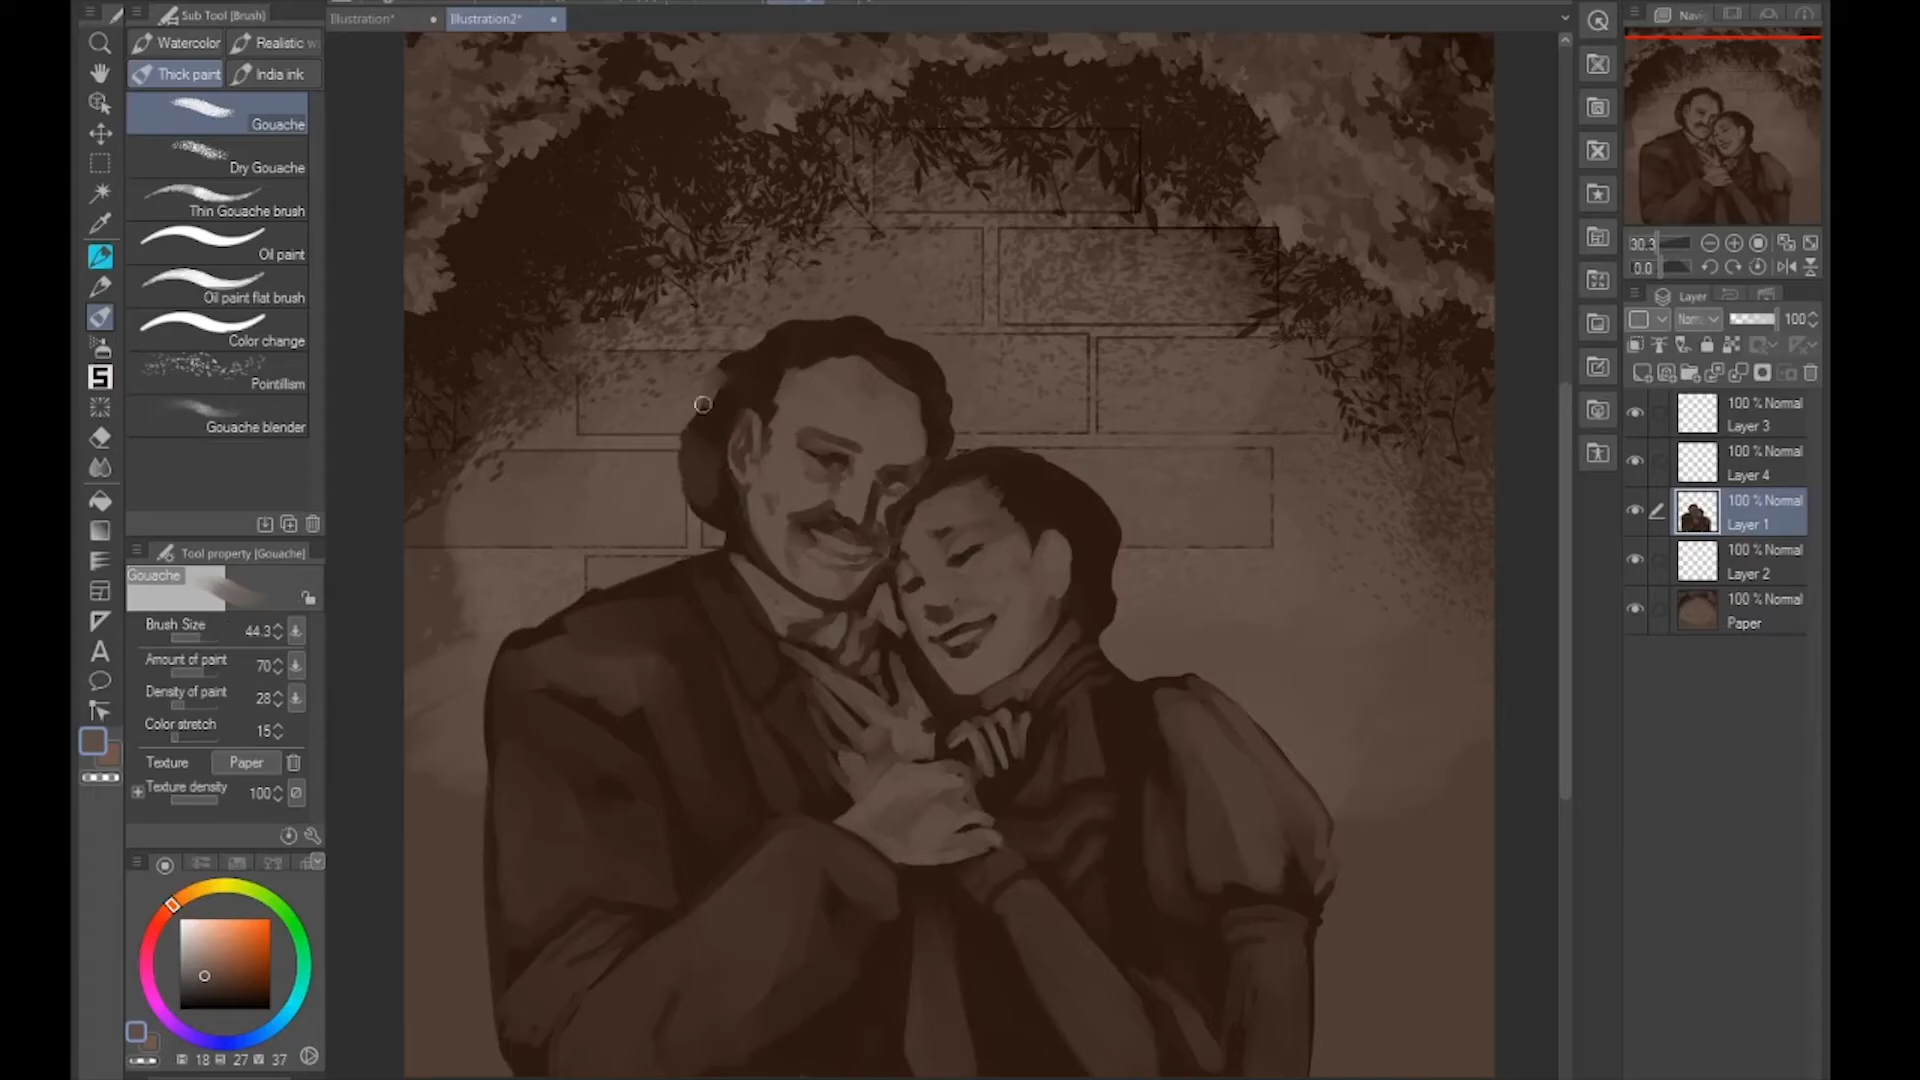 Sub Tool [Brush]
Illustration*
Illustration2*
Navi
Watercolor
Realistic w
Thick paint
India ink
Gouache
Dry Gouache
Thin Gouache brush
Oil paint
Oil paint flat brush
Color change
Pointillism
Gouache blender
Tool property [Gouache]
Gouache
Brush Size
44.3
Amount of paint
70
Density of paint
28
Color stretch
15
Texture
Paper
Texture density
100
18
27
37
30.3
0.0
Layer
Norm
100
100 % Normal
Layer 3
100 % Normal
Layer 4
100 % Normal
Layer 1
100 % Normal
Layer 2
100 % Normal
Paper